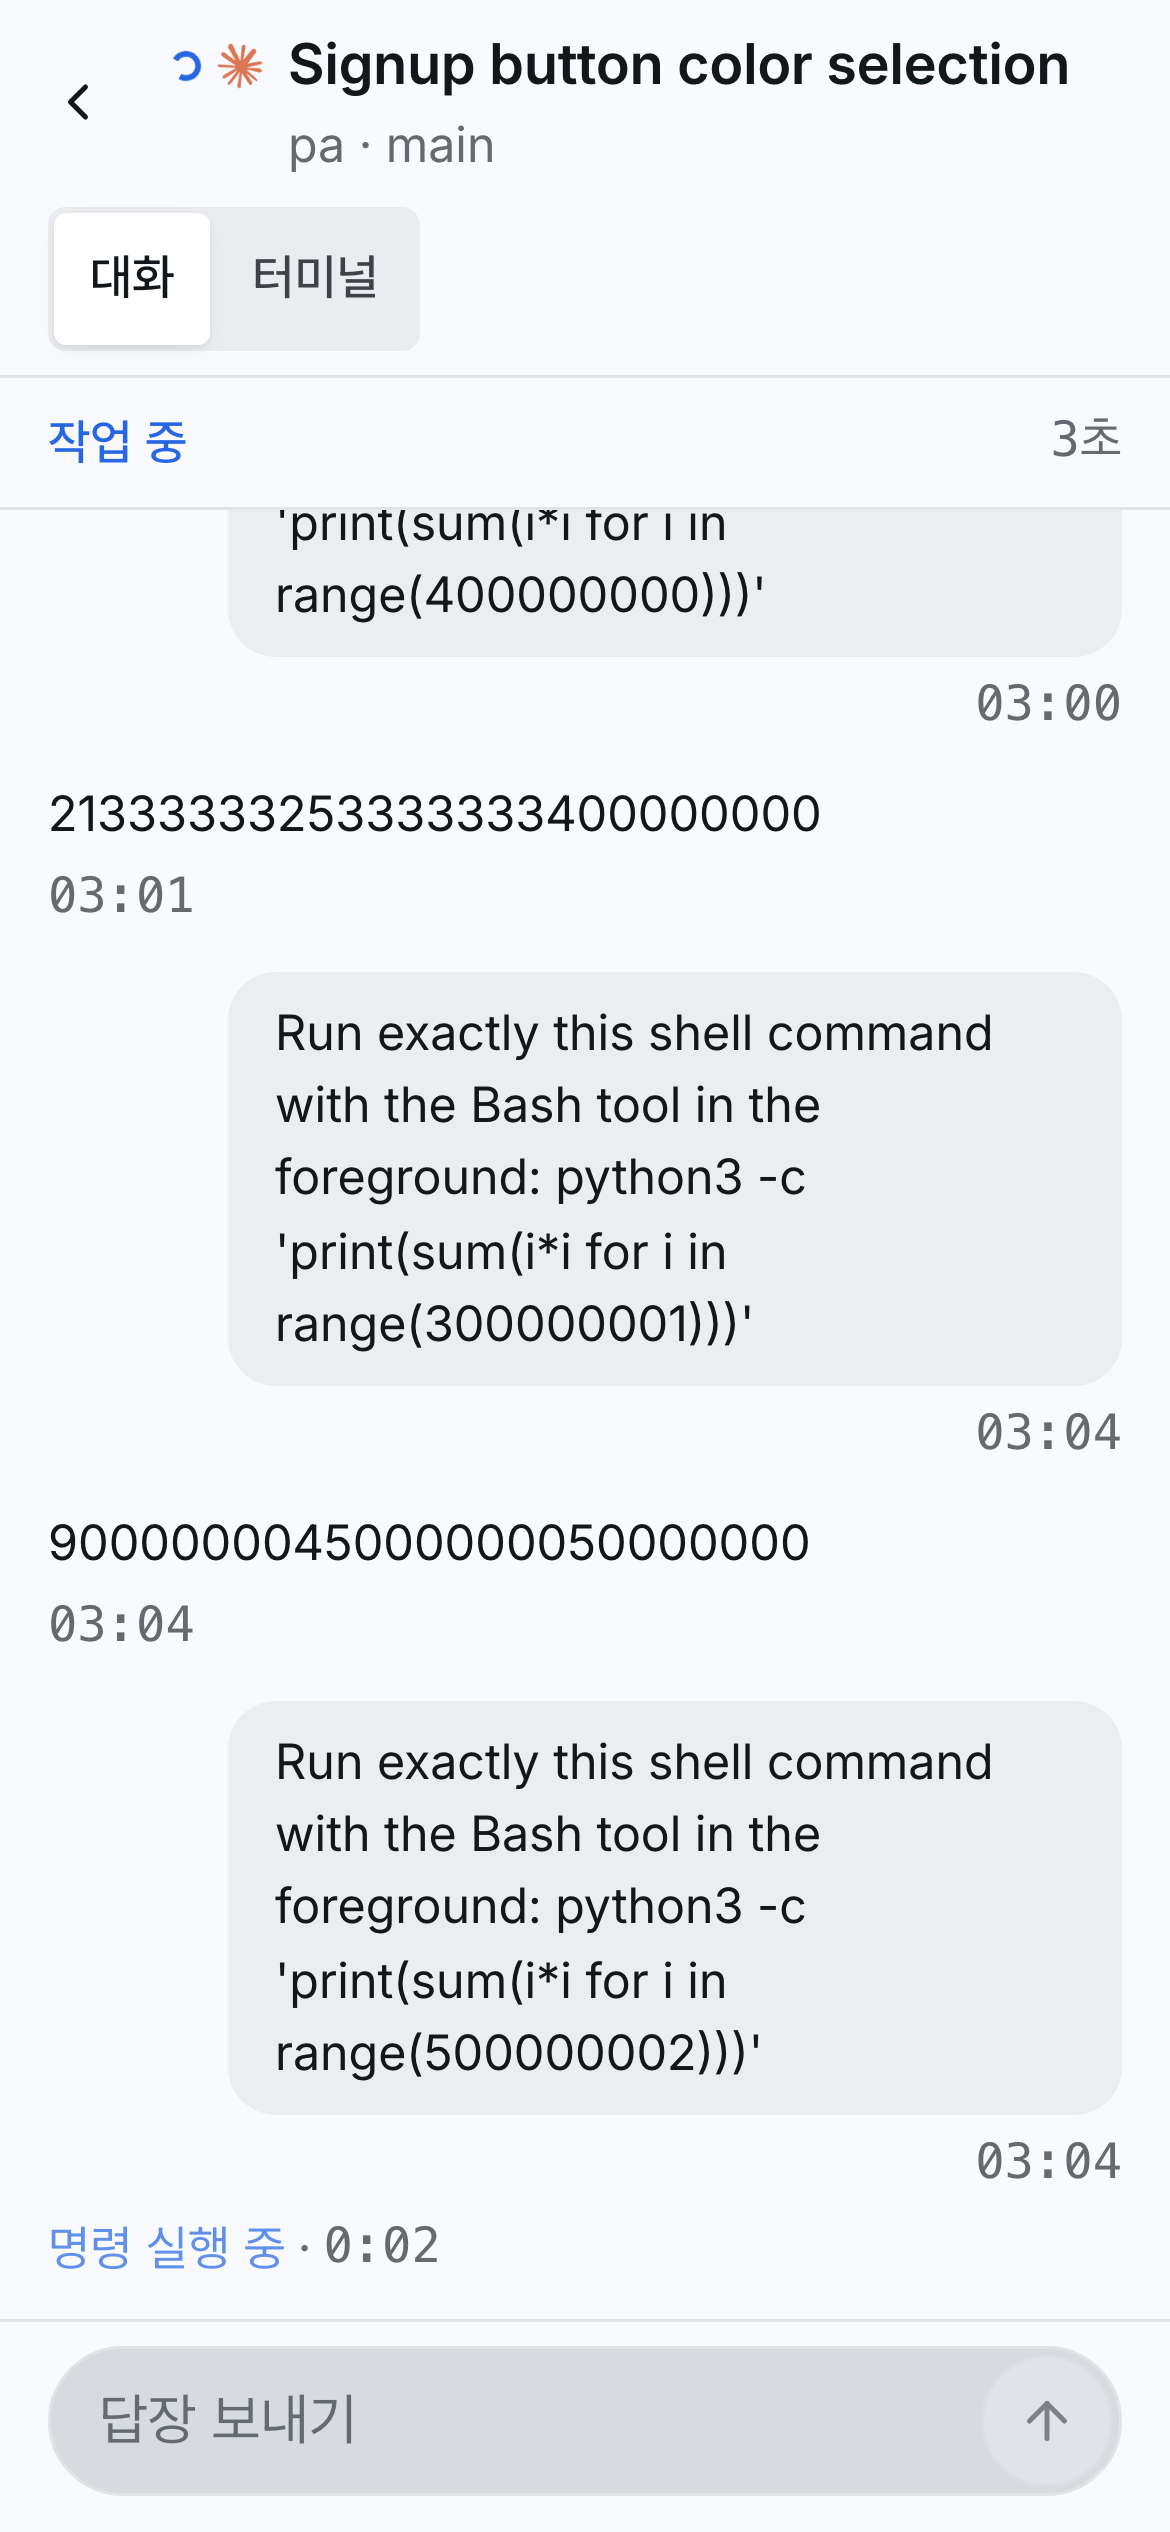 Signup button color selection
pa · main
대화 터미널
작업 중 3초
'print(sum(i*i for i in
range(400000000)))'
03:00
21333333253333333400000000
03:01
Run exactly this shell command
with the Bash tool in the
foreground: python3 -c
'print(sum(i*i for i in
range(300000001)))'
03:04
9000000045000000050000000
03:04
Run exactly this shell command
with the Bash tool in the
foreground: python3 -c
'print(sum(i*i for i in
range(500000002)))'
03:04
명령 실행 중 · 0:02
답장 보내기